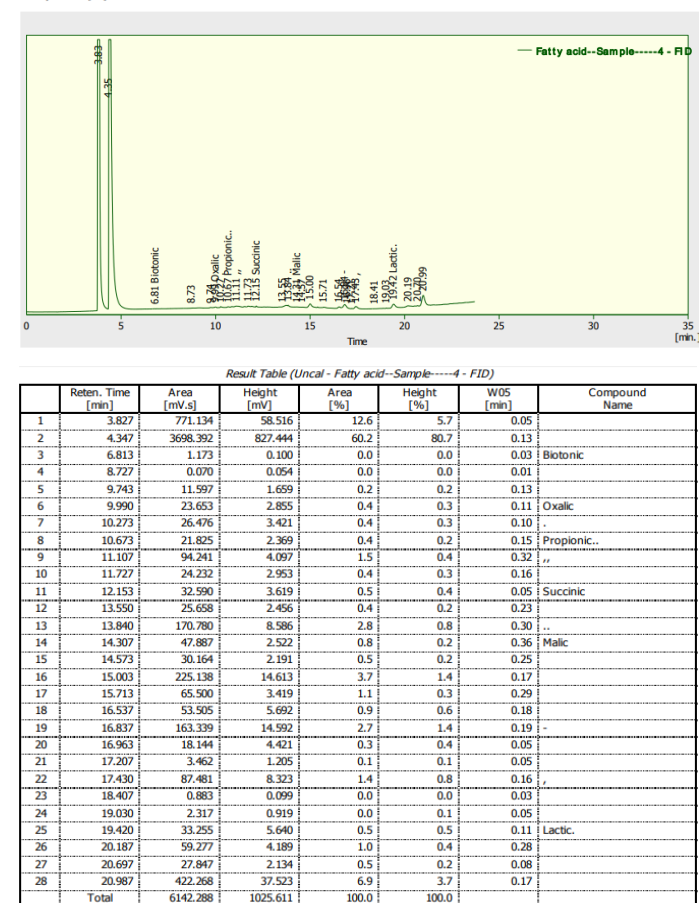 Fatty acid--Sample-----4 - FID
3.83
4.35
6.81 Biotonic
8.73
10.67 Propionic..
11.11 ,,
11.73
12.15 Succinic
13.55
14.31 Malic
15.00
15.71
16.54
17.43 ,
18.41
19.03
19.42 Lactic.
20.19
20.70
20.99
0 5 10 15 20 25 30 35
Time
[min.]
Result Table (Uncal - Fatty acid--Sample-----4 - FID)
Reten. Time Area Height Area Height W05 Compound
[min] [mV.s] [mV] [%] [%] [min] Name
1 3.827 771.134 58.516 12.6 5.7 0.05
2 4.347 3698.392 827.444 60.2 80.7 0.13
3 6.813 1.173 0.100 0.0 0.0 0.03 Biotonic
4 8.727 0.070 0.054 0.0 0.0 0.01
5 9.743 11.597 1.659 0.2 0.2 0.13
6 9.990 23.653 2.855 0.4 0.3 0.11 Oxalic
7 10.273 26.476 3.421 0.4 0.3 0.10 .
8 10.673 21.825 2.369 0.4 0.2 0.15 Propionic..
9 11.107 94.241 4.097 1.5 0.4 0.32 ,,
10 11.727 24.232 2.953 0.4 0.3 0.16
11 12.153 32.590 3.619 0.5 0.4 0.05 Succinic
12 13.550 25.658 2.456 0.4 0.2 0.23
13 13.840 170.780 8.586 2.8 0.8 0.30 ..
14 14.307 47.887 2.522 0.8 0.2 0.36 Malic
15 14.573 30.164 2.191 0.5 0.2 0.25
16 15.003 225.138 14.613 3.7 1.4 0.17
17 15.713 65.500 3.419 1.1 0.3 0.29
18 16.537 53.505 5.692 0.9 0.6 0.18
19 16.837 163.339 14.592 2.7 1.4 0.19 -
20 16.963 18.144 4.421 0.3 0.4 0.05
21 17.207 3.462 1.205 0.1 0.1 0.05
22 17.430 87.481 8.323 1.4 0.8 0.16 ,
23 18.407 0.883 0.099 0.0 0.0 0.03
24 19.030 2.317 0.919 0.0 0.1 0.05
25 19.420 33.255 5.640 0.5 0.5 0.11 Lactic.
26 20.187 59.277 4.189 1.0 0.4 0.28
27 20.697 27.847 2.134 0.5 0.2 0.08
28 20.987 422.268 37.523 6.9 3.7 0.17
Total 6142.288 1025.611 100.0 100.0